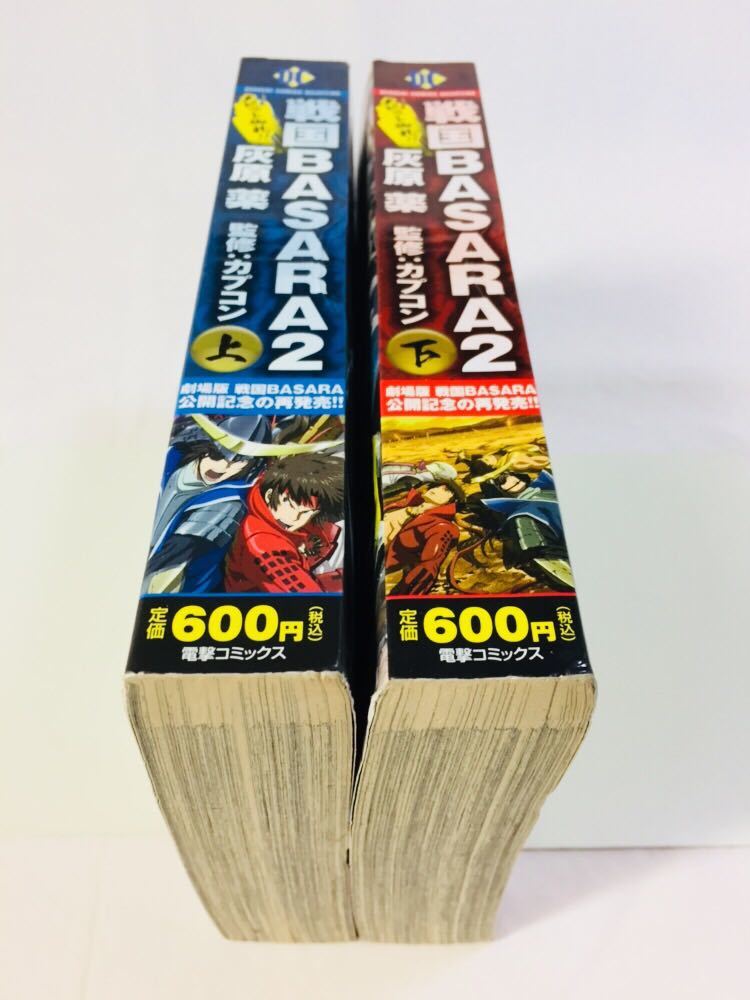 戦国BASARA2
灰原 薬
監修：カプコン
上
劇場版 戦国BASARA
公開記念の再発売!!
定価600円(税込)
電撃コミックス
戦国BASARA2
灰原 薬
監修：カプコン
下
劇場版 戦国BASARA
公開記念の再発売!!
定価600円(税込)
電撃コミックス